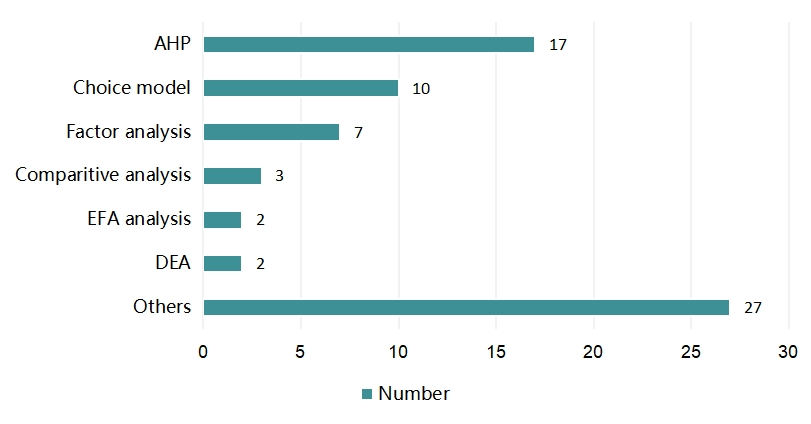 AHP 17
Choice model 10
Factor analysis 7
Comparitive analysis 3
EFA analysis 2
DEA 2
Others 27
0 5 10 15 20 25 30
Number